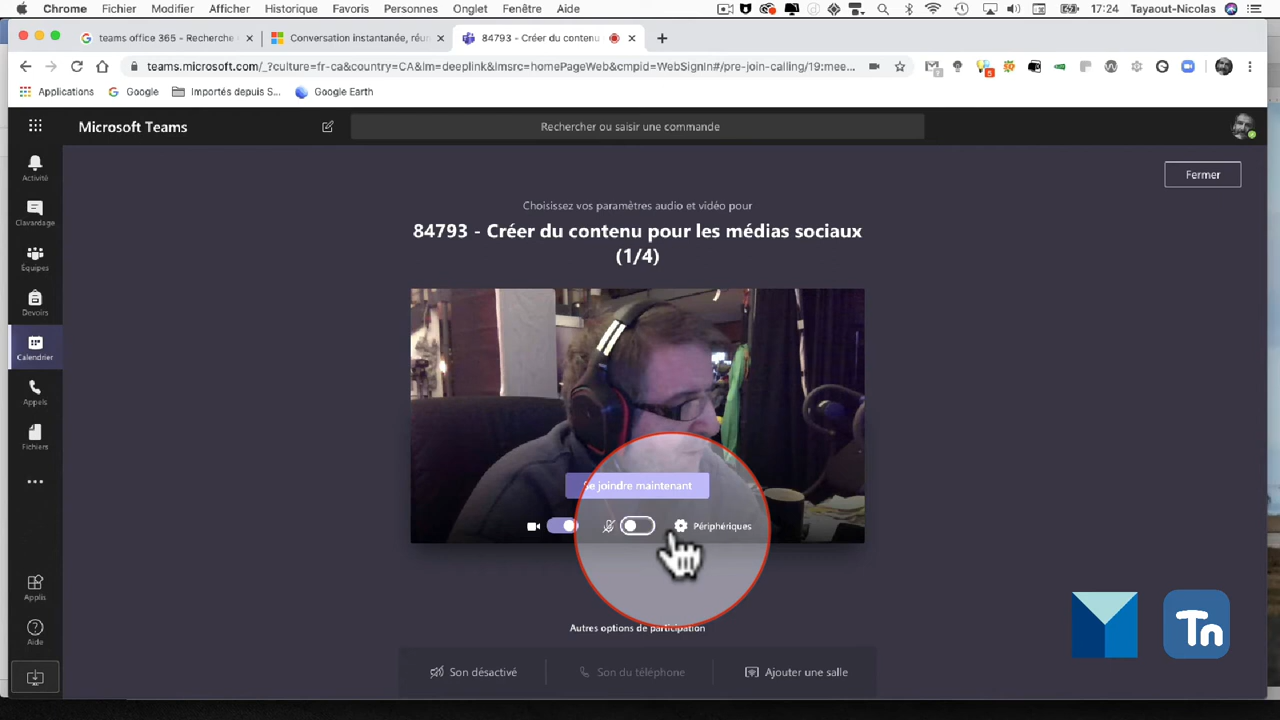 Chrome Fichier Modifier Afficher Historique Favoris Personnes Onglet Fenêtre Aide 17:24 Tayaout-Nicolas
teams office 365 - Recherche Conversation instantanée, réun 84793 - Créer du contenu
teams.microsoft.com/_?culture=fr-ca&country=CA&lm=deeplink&lmsrc=homePageWeb&cmpid=WebSignIn#/pre-join-calling/19:mee...
Applications Google Importés depuis S... Google Earth
Microsoft Teams Rechercher ou saisir une commande
Activité
Clavardage
Équipes
Devoirs
Calendrier
Appels
Fichiers
Applis
Aide
Fermer
Choisissez vos paramètres audio et vidéo pour
84793 - Créer du contenu pour les médias sociaux
(1/4)
Se joindre maintenant
Périphériques
Autres options de participation
Son désactivé Son du téléphone Ajouter une salle
Tn